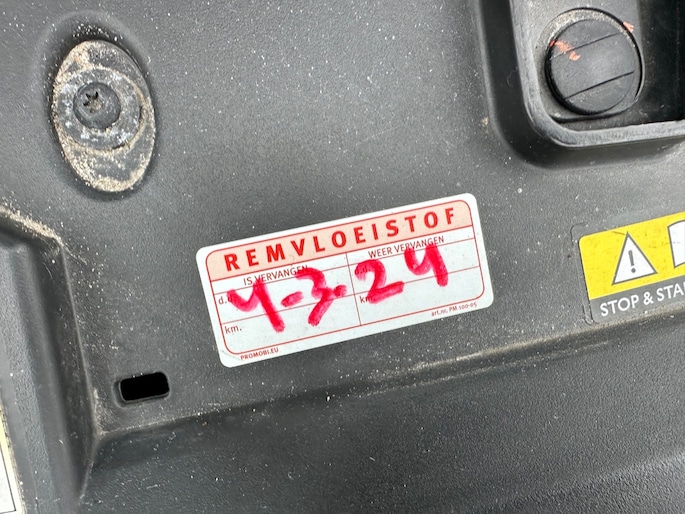 REMVLOEISTOF
IS VERVANGEN WEER VERVANGEN
d.d. 4-3-24
km. km.
PROMOBI.EU art.nr. PM 100-05
STOP & STA